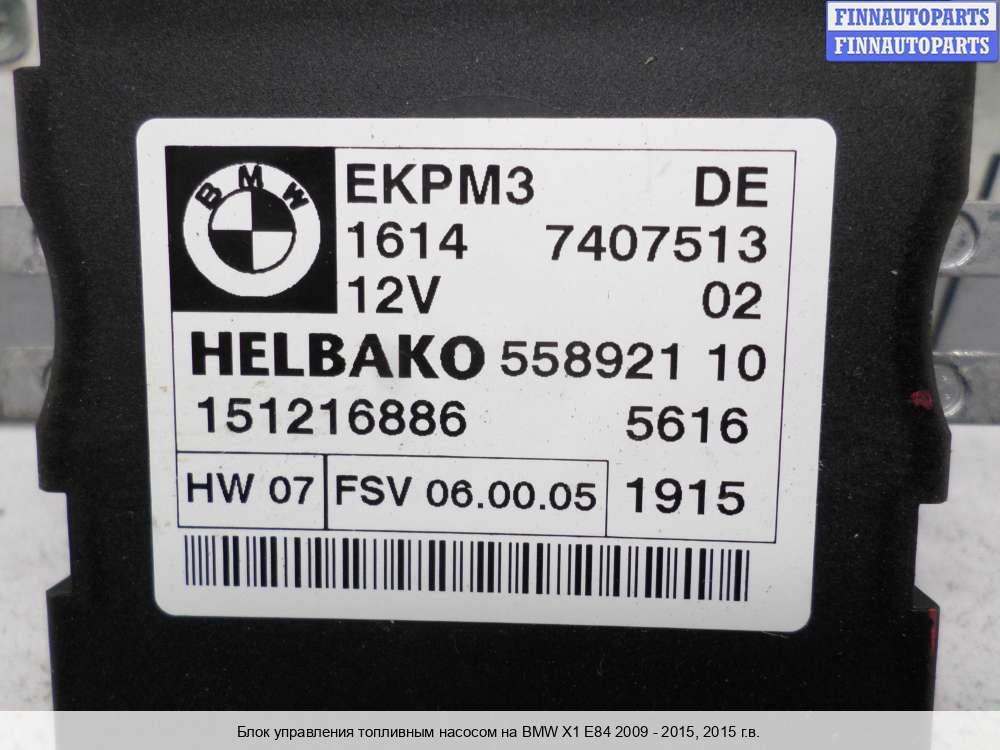 FINNAUTOPARTS
FINNAUTOPARTS
BMW
EKPM3 DE
1614 7407513
12V 02
HELBAKO 558921 10
151216886 5616
HW 07 FSV 06.00.05 1915
Блок управления топливным насосом на BMW X1 E84 2009 - 2015, 2015 г.в.